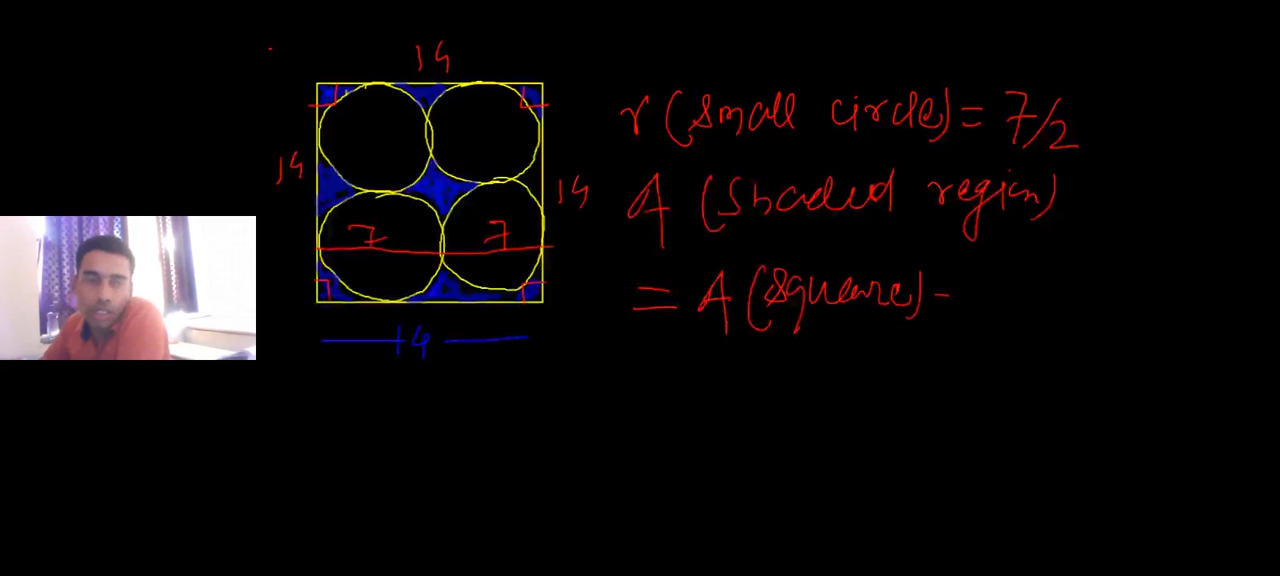 14
14
14
7 7
14
r (small circle) = 7/2
A (shaded region)
= A (square) -